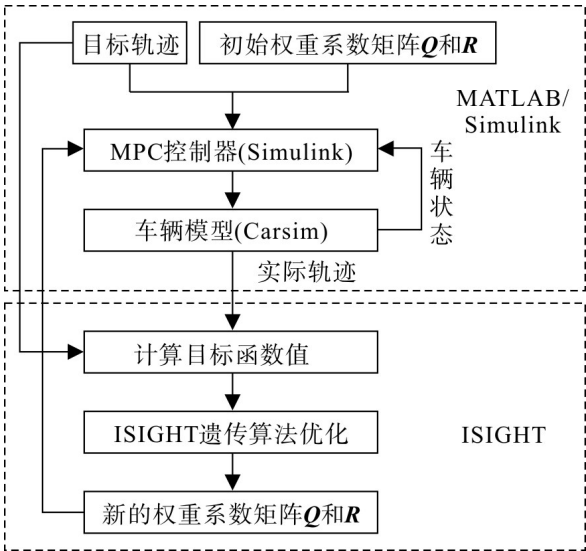 目标轨迹
初始权重系数矩阵Q和R
MATLAB/
Simulink
MPC控制器(Simulink)
车辆状态
车辆模型(Carsim)
实际轨迹
计算目标函数值
ISIGHT遗传算法优化
ISIGHT
新的权重系数矩阵Q和R